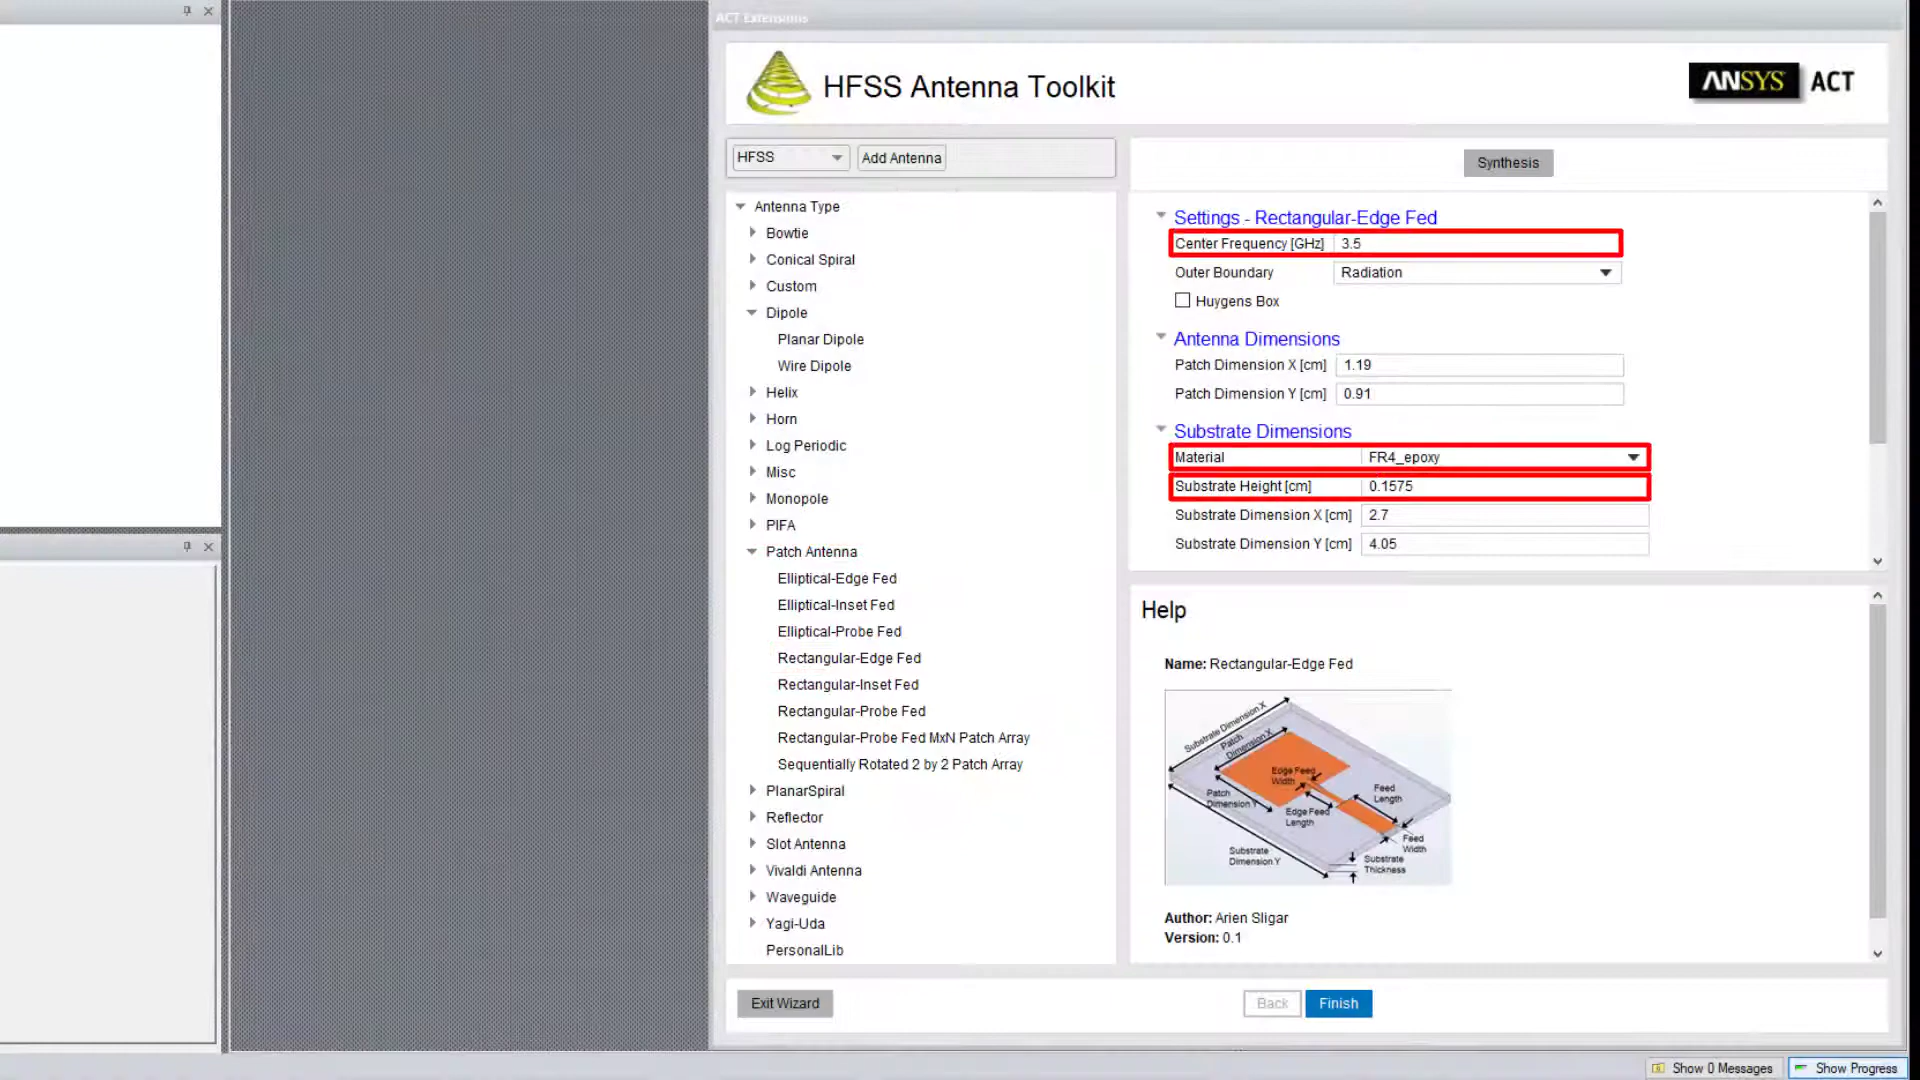 ACT Extensions
HFSS Antenna Toolkit
ANSYS ACT
HFSS
Add Antenna
Antenna Type
Bowtie
Conical Spiral
Custom
Dipole
Planar Dipole
Wire Dipole
Helix
Horn
Log Periodic
Misc
Monopole
PIFA
Patch Antenna
Elliptical-Edge Fed
Elliptical-Inset Fed
Elliptical-Probe Fed
Rectangular-Edge Fed
Rectangular-Inset Fed
Rectangular-Probe Fed
Rectangular-Probe Fed MxN Patch Array
Sequentially Rotated 2 by 2 Patch Array
PlanarSpiral
Reflector
Slot Antenna
Vivaldi Antenna
Waveguide
Yagi-Uda
PersonalLib
Synthesis
Settings - Rectangular-Edge Fed
Center Frequency [GHz] 3.5
Outer Boundary Radiation
Huygens Box
Antenna Dimensions
Patch Dimension X [cm] 1.19
Patch Dimension Y [cm] 0.91
Substrate Dimensions
Material FR4_epoxy
Substrate Height [cm] 0.1575
Substrate Dimension X [cm] 2.7
Substrate Dimension Y [cm] 4.05
Help
Name: Rectangular-Edge Fed
Substrate Dimension X
Patch
Dimension X
Edge Feed
Width
Patch
Dimension Y
Edge Feed
Length
Feed
Length
Feed
Width
Substrate
Dimension Y
Substrate
Thickness
Author: Arien Sligar
Version: 0.1
Exit Wizard
Back
Finish
Show 0 Messages
Show Progress